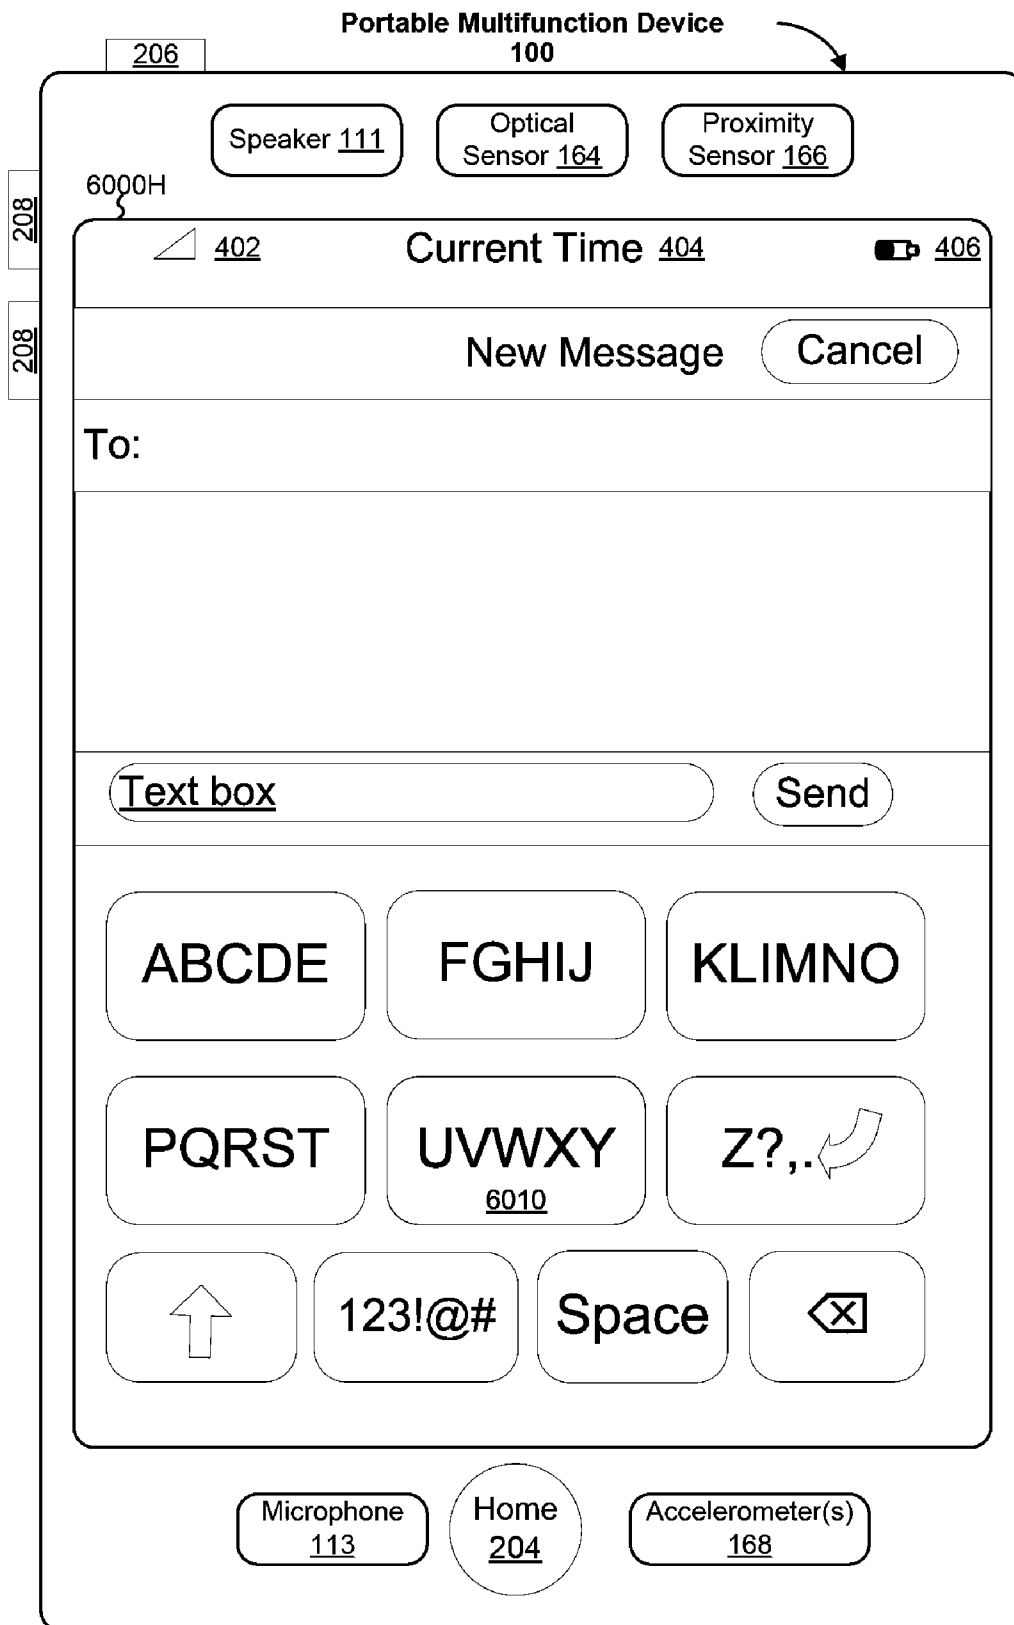 Portable Multifunction Device
100
206
Speaker 111
Optical
Sensor 164
Proximity
Sensor 166
6000H
208
208
402
Current Time 404
406
New Message
Cancel
To:
Text box
Send
ABCDE
FGHIJ
KLIMNO
PQRST
UVWXY
6010
Z?,.
123!@#
Space
Microphone
113
Home
204
Accelerometer(s)
168